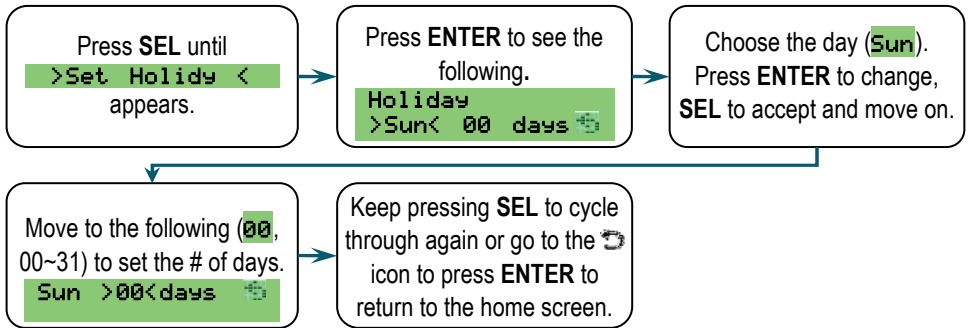 Press SEL until
>Set Holidy <
appears.
Press ENTER to see the
following.
Holiday
>Sun< 00 days
Choose the day (Sun).
Press ENTER to change,
SEL to accept and move on.
Move to the following (00,
00~31) to set the # of days.
Sun >00<days
Keep pressing SEL to cycle
through again or go to the
icon to press ENTER to
return to the home screen.